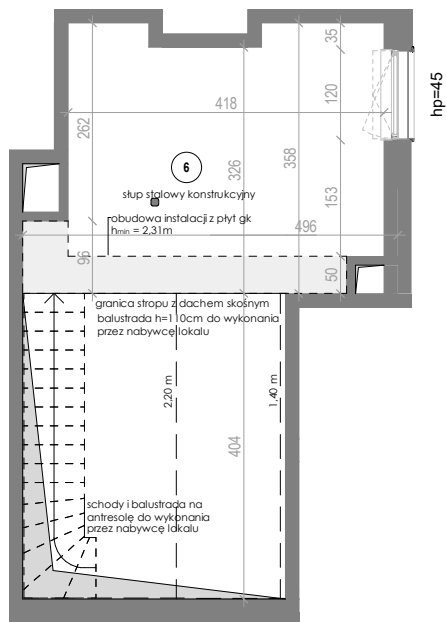 35
120
hp=45
418
262
326
358
6
słup stalowy konstrukcyjny
153
obudowa instalacji z płyt gk
hmin = 2,31m
496
96
50
granica stropu z dachem skośnym
balustrada h=110cm do wykonania
przez nabywcę lokalu
2,20 m
1,40 m
404
schody i balustrada na
antresolę do wykonania
przez nabywcę lokalu